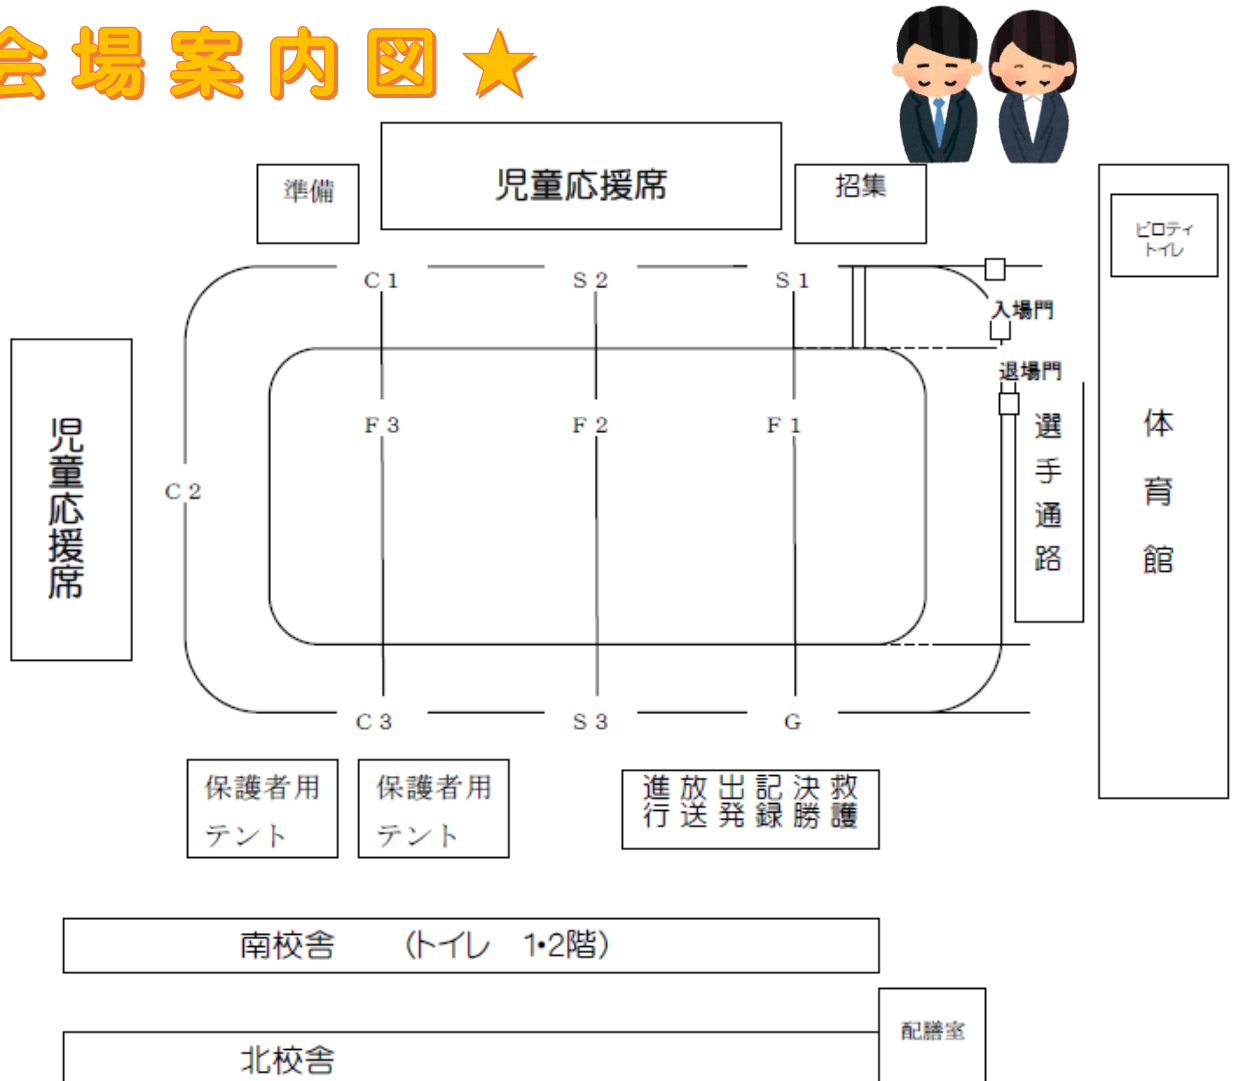 会場案内図★
準備
児童応援席
招集
ピロティ
トイレ
C1
S2
S1
入場門
退場門
F3
F2
F1
選手通路
体育館
児童応援席
C2
C3
S3
G
保護者用
テント
保護者用
テント
進行
放送
出発
記録
決勝
救護
南校舎 (トイレ 1・2階)
配膳室
北校舎